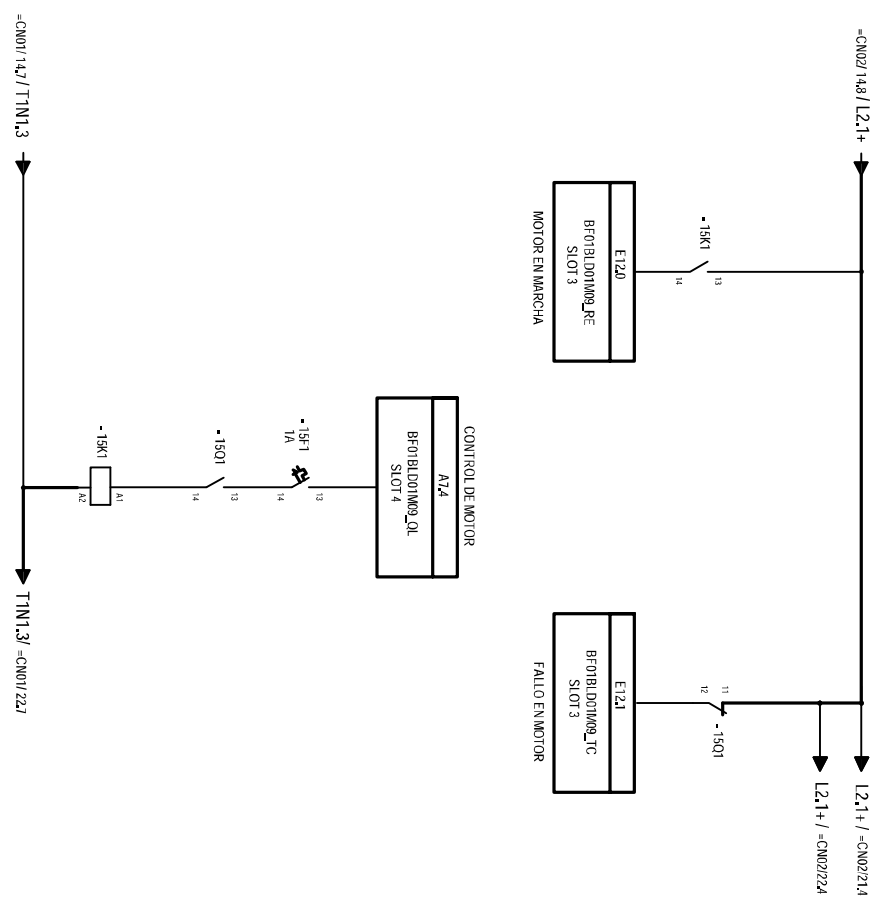 =CN02/14.8 / L2.1+
L2.1+ / =CN02/21.4
L2.1+ / =CN02/22.4
-15K1
13
14
E12.0
BF01BLD01M09_RE
SLOT 3
MOTOR EN MARCHA
11
12
-15Q1
E12.1
BF01BLD01M09_TC
SLOT 3
FALLO EN MOTOR
CONTROL DE MOTOR
A7.4
BF01BLD01M09_QL
SLOT 4
-15F1
1A
13
14
-15Q1
13
14
-15K1
A1
A2
=CN01/14.7 / T1N1.3
T1N1.3/ =CN01/22.7